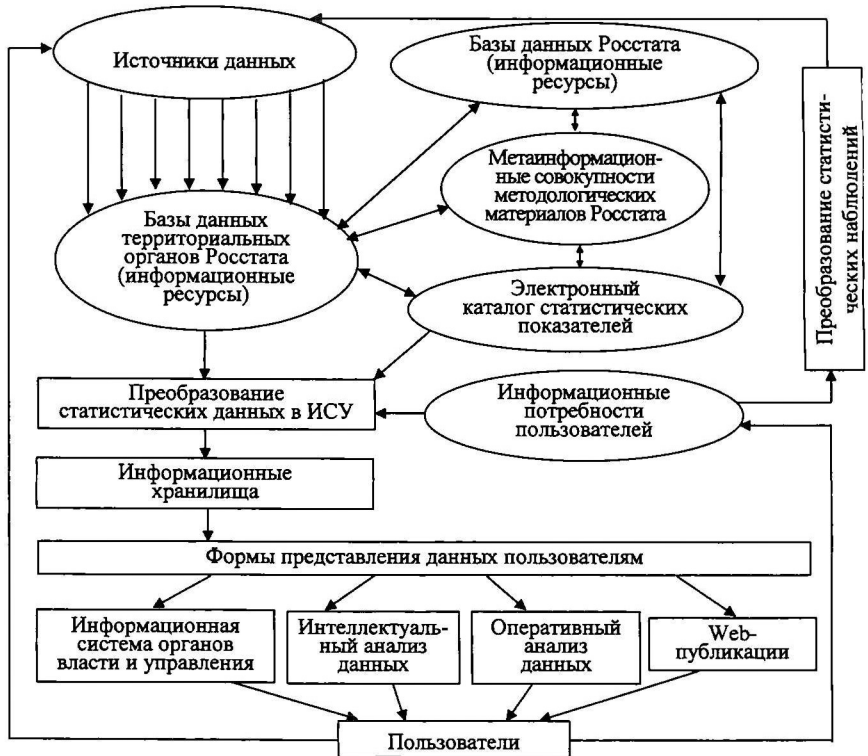 Источники данных
Базы данных Росстата
(информационные
ресурсы)
Метаинформацион-
ные совокупности
методологических
материалов Росстата
Базы данных
территориальных
органов Росстата
(информационные
ресурсы)
Электронный
каталог статистических
показателей
Преобразование статисти-
ческих наблюдений
Преобразование
статистических данных в ИСУ
Информационные
потребности
пользователей
Информационные
хранилища
Формы представления данных пользователям
Информационная
система органов
власти и управления
Интеллектуаль-
ный анализ
данных
Оперативный
анализ
данных
Web-
публикации
Пользователи